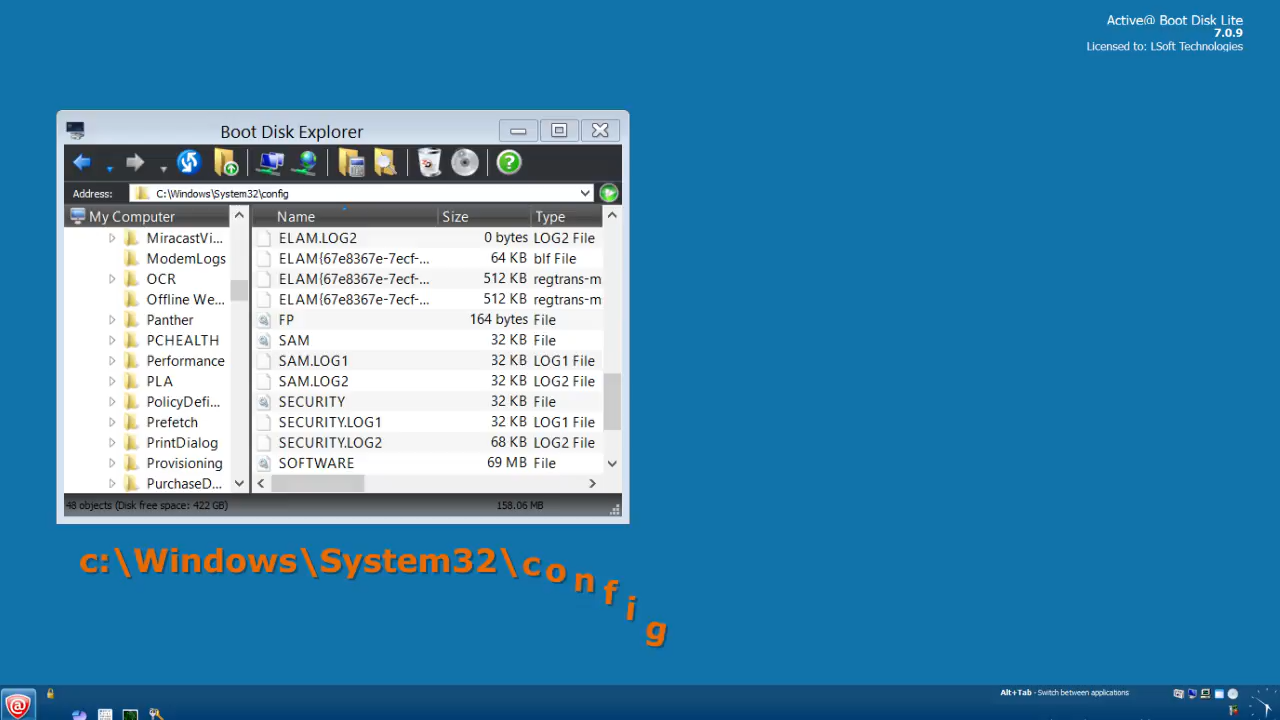 Active@ Boot Disk Lite
7.0.9
Licensed to: LSoft Technologies
Boot Disk Explorer
Address: C:\Windows\System32\config
My Computer
Name Size Type
MiracastVi...
ModemLogs
OCR
Offline We...
Panther
PCHEALTH
Performance
PLA
PolicyDefi...
Prefetch
PrintDialog
Provisioning
PurchaseD...
ELAM.LOG2 0 bytes LOG2 File
ELAM{67e8367e-7ecf-... 64 KB blf File
ELAM{67e8367e-7ecf-... 512 KB regtrans-m
ELAM{67e8367e-7ecf-... 512 KB regtrans-m
FP 164 bytes File
SAM 32 KB File
SAM.LOG1 32 KB LOG1 File
SAM.LOG2 32 KB LOG2 File
SECURITY 32 KB File
SECURITY.LOG1 32 KB LOG1 File
SECURITY.LOG2 68 KB LOG2 File
SOFTWARE 69 MB File
48 objects (Disk free space: 422 GB) 158.06 MB
c:\Windows\System32\config
Alt+Tab - Switch between applications